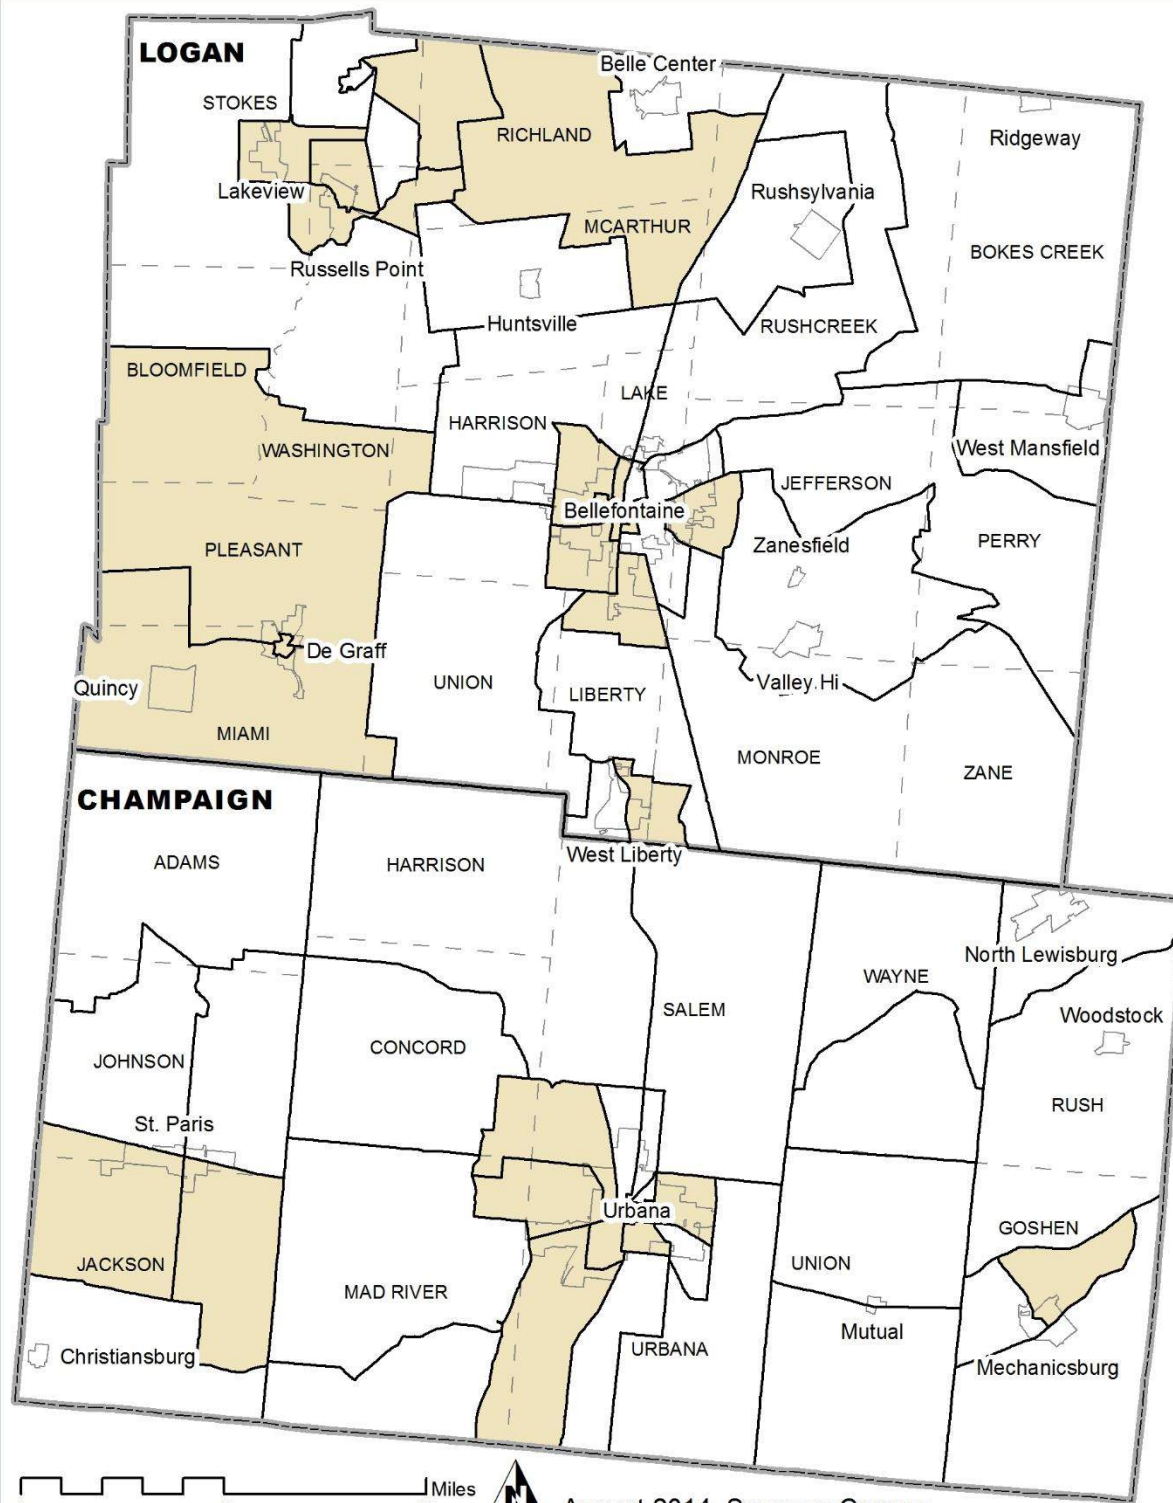 LOGAN
Belle Center
STOKES
RICHLAND
Ridgeway
Lakeview
Rushsylvania
MCARTHUR
BOKES CREEK
Russells Point
Huntsville
RUSHCREEK
BLOOMFIELD
LAKE
HARRISON
WASHINGTON
West Mansfield
JEFFERSON
Bellefontaine
PLEASANT
Zanesfield
PERRY
De Graff
Quincy
UNION
LIBERTY
Valley Hi
MIAMI
MONROE
ZANE
CHAMPAIGN
ADAMS
HARRISON
West Liberty
North Lewisburg
WAYNE
SALEM
Woodstock
JOHNSON
CONCORD
RUSH
St. Paris
Urbana
GOSHEN
JACKSON
UNION
MAD RIVER
Mutual
URBANA
Christiansburg
Mechanicsburg
Miles
N
August 2014